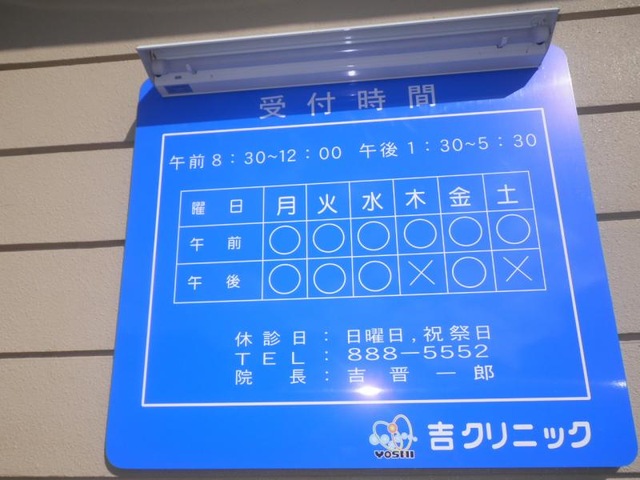 受付時間
午前8：30~12：00 午後1：30~5：30
曜日 月 火 水 木 金 土
午前 ○ ○ ○ ○ ○ ○
午後 ○ ○ ○ × ○ ×
休診日：日曜日,祝祭日
TEL：888－5552
院長：吉晋一郎
YOSHI 吉クリニック